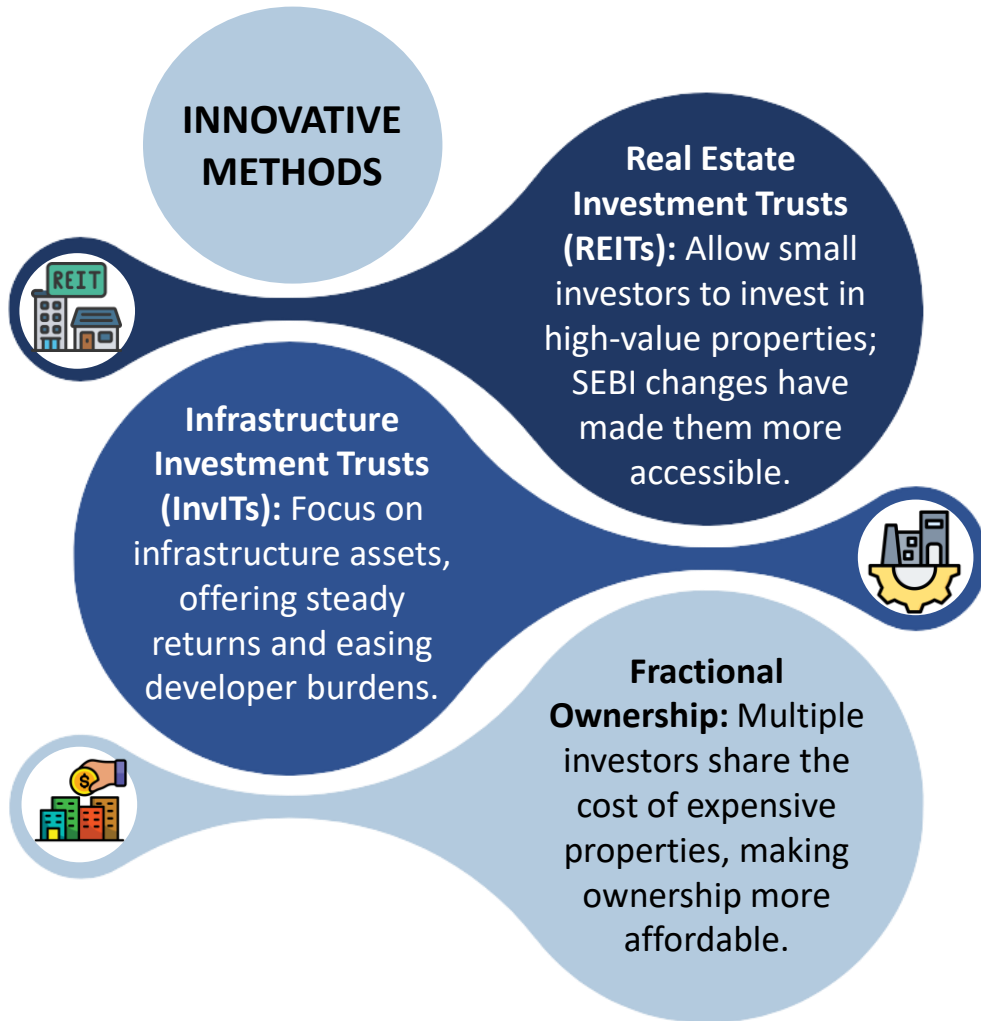 INNOVATIVE
METHODS
Real Estate
Investment Trusts
(REITs): Allow small
investors to invest in
high-value properties;
SEBI changes have
made them more
accessible.
REIT
Infrastructure
Investment Trusts
(InvITs): Focus on
infrastructure assets,
offering steady
returns and easing
developer burdens.
Fractional
Ownership: Multiple
investors share the
cost of expensive
properties, making
ownership more
affordable.
$